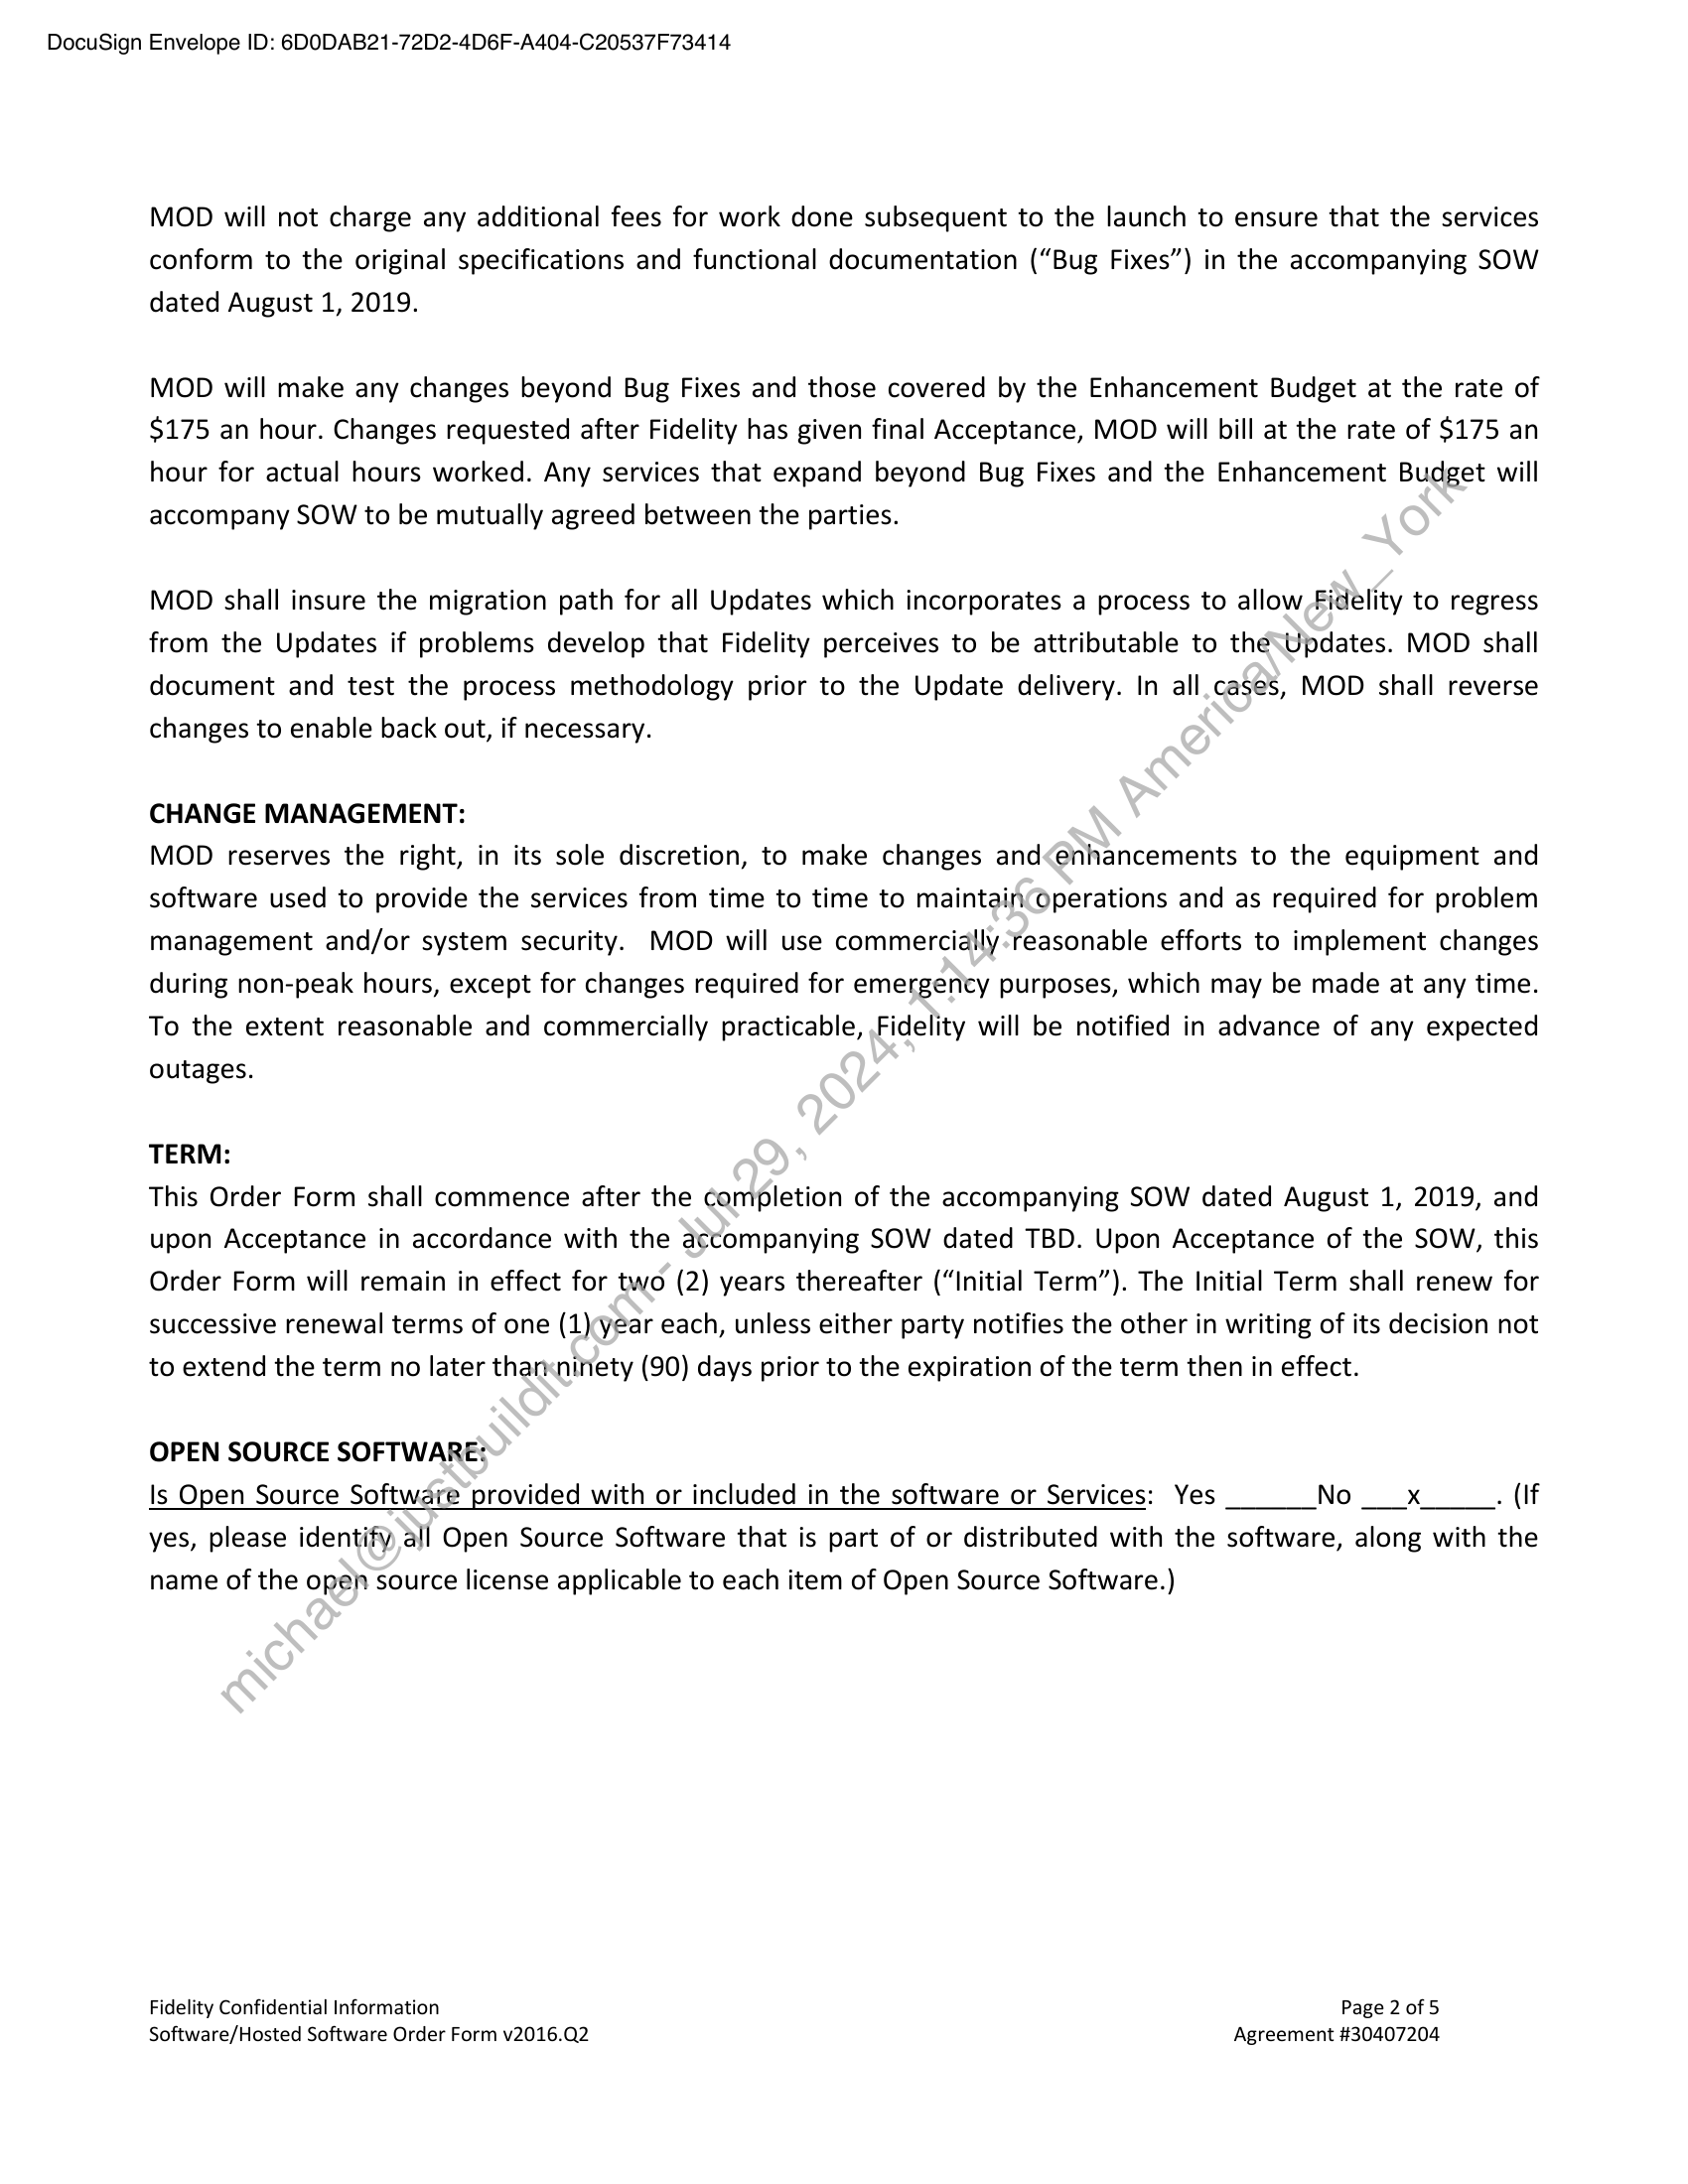 DocuSign Envelope ID: 6D0DAB21-72D2-4D6F-A404-C20537F73414
MOD will not charge any additional fees for work done subsequent to the launch to ensure that the services
conform to the original specifications and functional documentation (“Bug Fixes”) in the accompanying SOW
dated August 1, 2019.
MOD will make any changes beyond Bug Fixes and those covered by the Enhancement Budget at the rate of
$175 an hour. Changes requested after Fidelity has given final Acceptance, MOD will bill at the rate of $175 an
hour for actual hours worked. Any services that expand beyond Bug Fixes and the Enhancement Budget will
accompany SOW to be mutually agreed between the parties.
MOD shall insure the migration path for all Updates which incorporates a process to allow Fidelity to regress
from the Updates if problems develop that Fidelity perceives to be attributable to the Updates. MOD shall
document and test the process methodology prior to the Update delivery. In all cases, MOD shall reverse
changes to enable back out, if necessary.
CHANGE MANAGEMENT:
MOD reserves the right, in its sole discretion, to make changes and enhancements to the equipment and
software used to provide the services from time to time to maintain operations and as required for problem
management and/or system security.  MOD will use commercially reasonable efforts to implement changes
during non-peak hours, except for changes required for emergency purposes, which may be made at any time.
To the extent reasonable and commercially practicable, Fidelity will be notified in advance of any expected
outages.
TERM:
This Order Form shall commence after the completion of the accompanying SOW dated August 1, 2019, and
upon Acceptance in accordance with the accompanying SOW dated TBD. Upon Acceptance of the SOW, this
Order Form will remain in effect for two (2) years thereafter (“Initial Term”). The Initial Term shall renew for
successive renewal terms of one (1) year each, unless either party notifies the other in writing of its decision not
to extend the term no later than ninety (90) days prior to the expiration of the term then in effect.
OPEN SOURCE SOFTWARE:
Is Open Source Software provided with or included in the software or Services:  Yes ______No ___x_____. (If
yes, please identify all Open Source Software that is part of or distributed with the software, along with the
name of the open source license applicable to each item of Open Source Software.)
michael@justbuildit.com - Jul 29, 2024, 1:14:36 PM America/New_York
Fidelity Confidential Information
Software/Hosted Software Order Form v2016.Q2
Page 2 of 5
Agreement #30407204